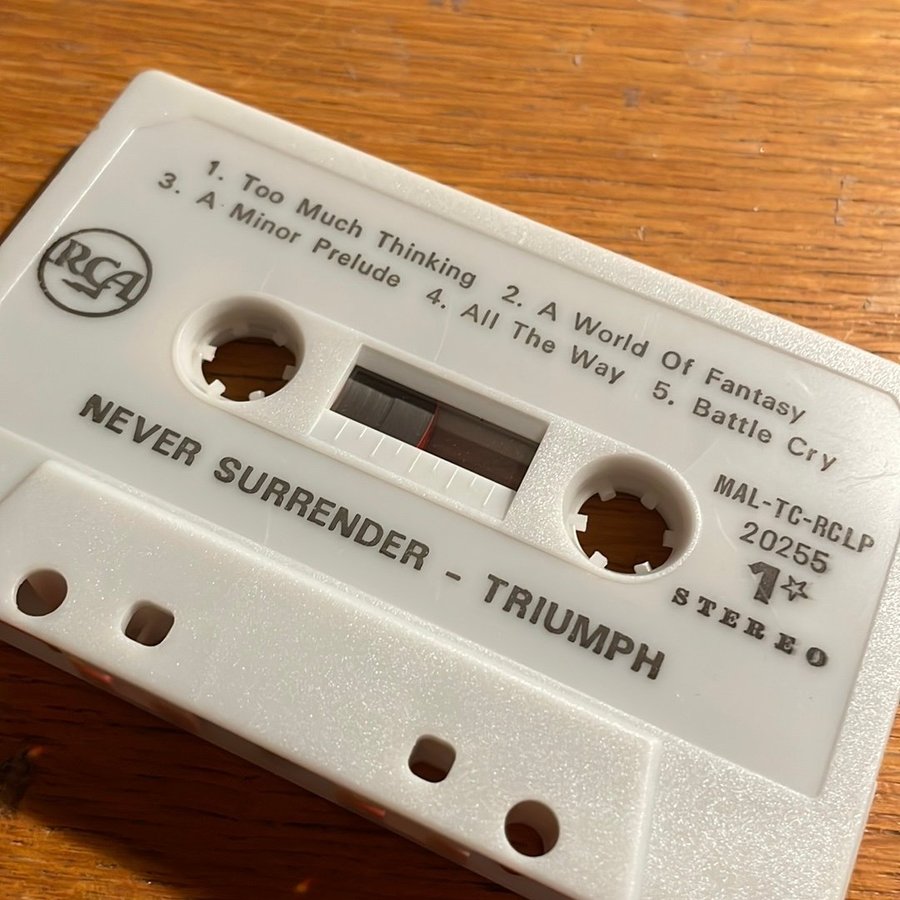 1. Too Much Thinking 2. A World Of Fantasy
3. A Minor Prelude 4. All The Way 5. Battle Cry
RCA
NEVER SURRENDER - TRIUMPH
MAL-TC-RCLP
20255
1☆
STEREO